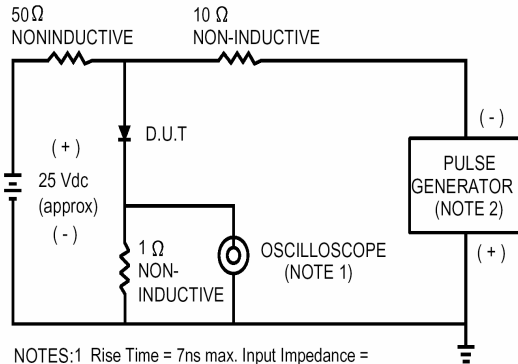 50Ω
NONINDUCTIVE
10 Ω
NON-INDUCTIVE
( + )
25 Vdc
(approx)
( - )
D.U.T
1 Ω
NON-
INDUCTIVE
OSCILLOSCOPE
(NOTE 1)
( - )
PULSE
GENERATOR
(NOTE 2)
( + )
NOTES:1 Rise Time = 7ns max. Input Impedance =